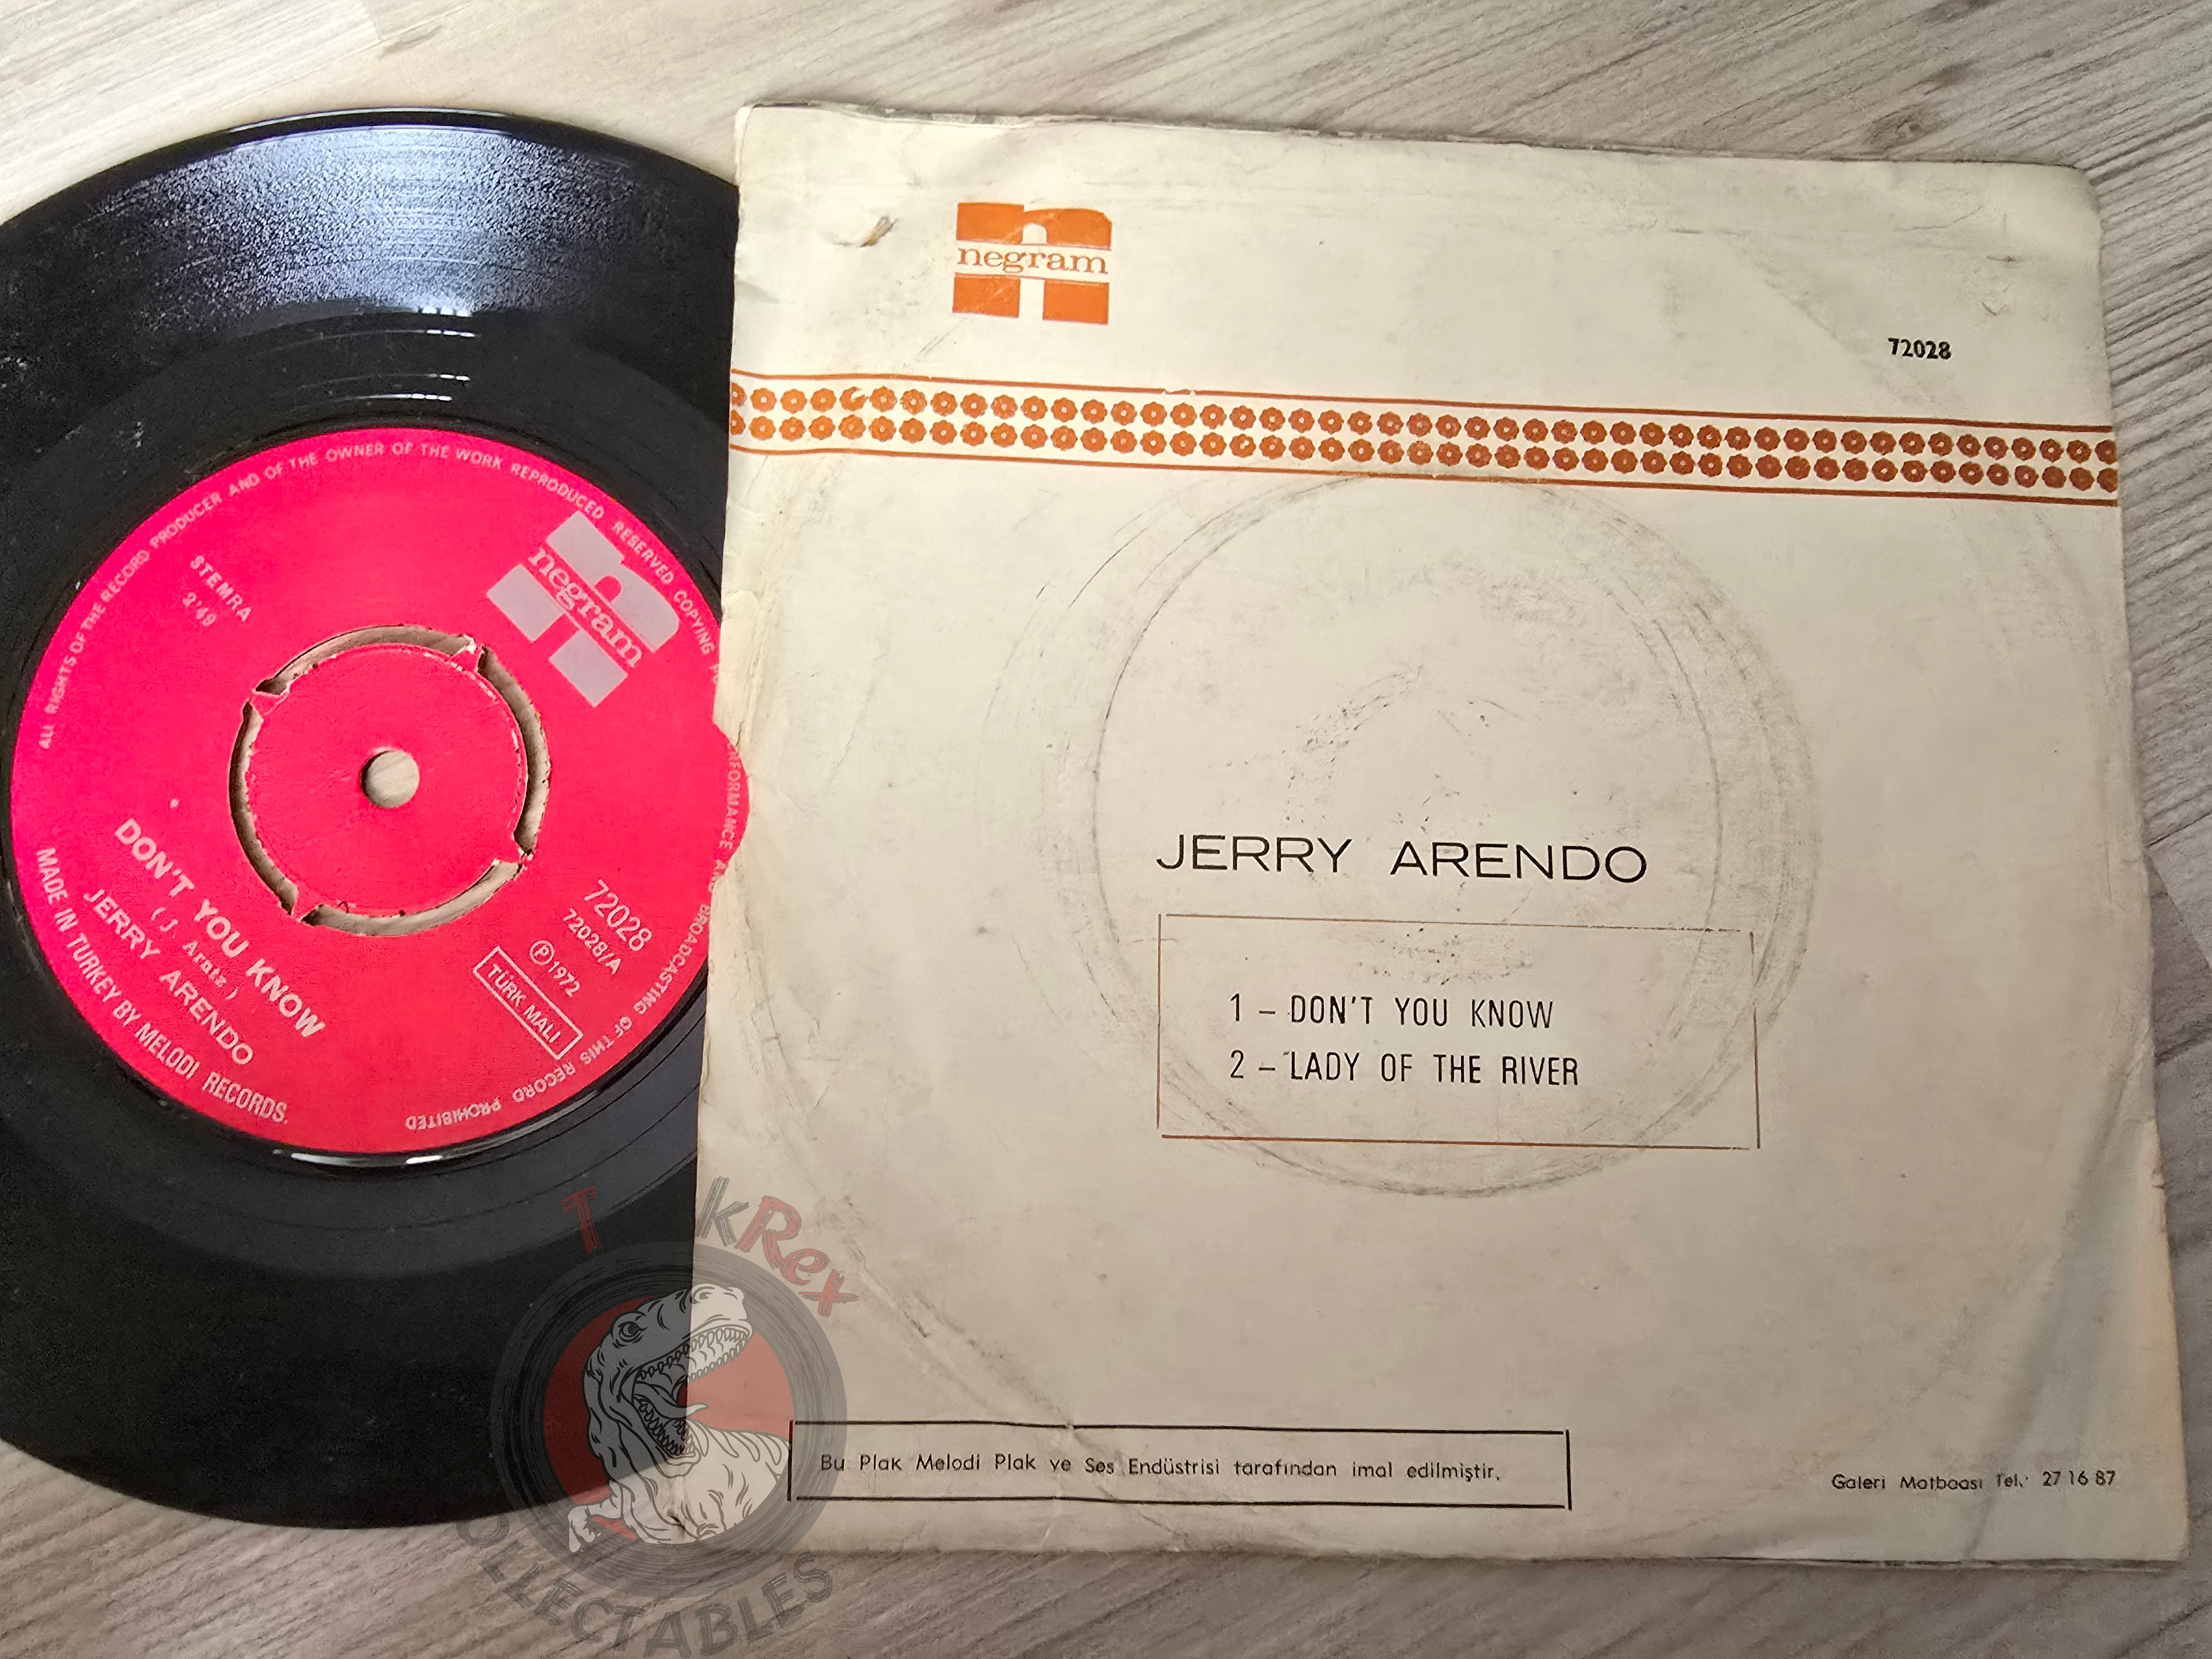 ALL RIGHTS OF THE RECORD PRODUCER AND OF THE OWNER OF THE WORK REPRODUCED RESERVED COPYING
PERFORMANCE AND BROADCASTING OF THIS RECORD PROHIBITED
STEMRA
2'49
negram
72028
72028/A
Ⓟ1972
TÜRK MALI
DON'T YOU KNOW
(J. Arntz)
JERRY ARENDO
MADE IN TURKEY BY MELODI RECORDS.
negram
72028
JERRY ARENDO
1 – DON'T YOU KNOW
2 – LADY OF THE RIVER
Bu Plak Melodi Plak ve Ses Endüstrisi tarafından imal edilmiştir.
Galeri Matbaası Tel: 27 16 87
T kRex
OLLECTABLES